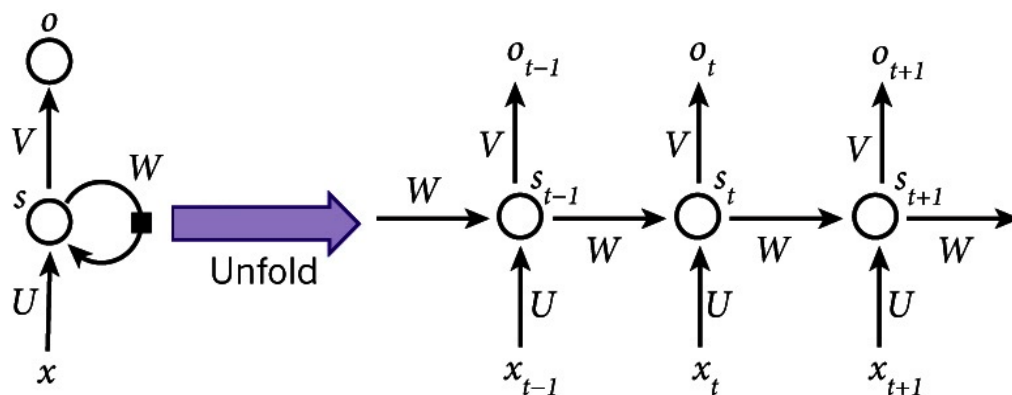 o
V
W
s
Unfold
U
x
o_{t-1} o_t o_{t+1}
V V V
W s_{t-1} s_t s_{t+1}
W W W
U U U
x_{t-1} x_t x_{t+1}